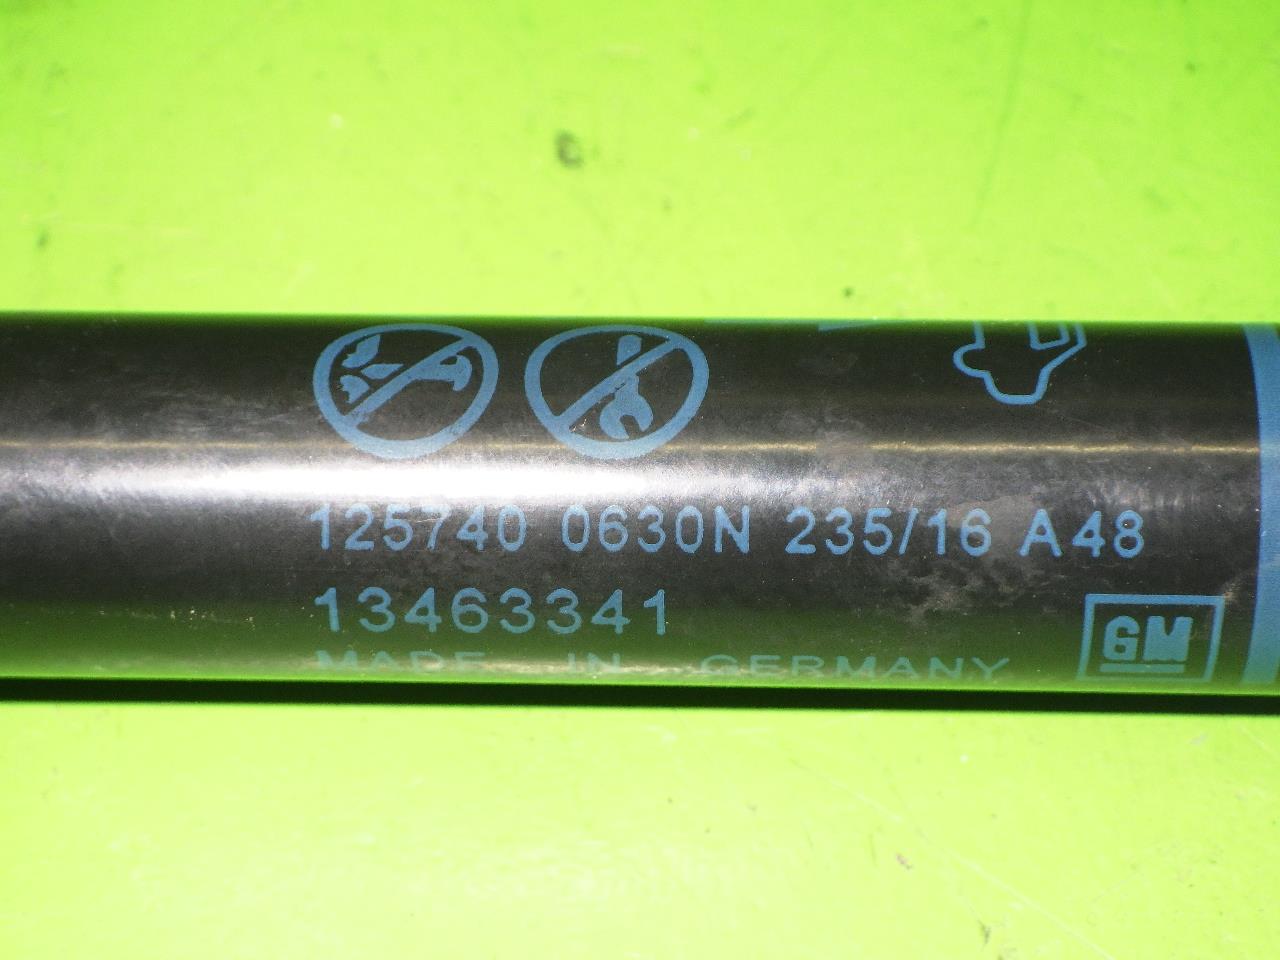 125740 0630N 235/16 A48
13463341
MADE IN GERMANY
GM